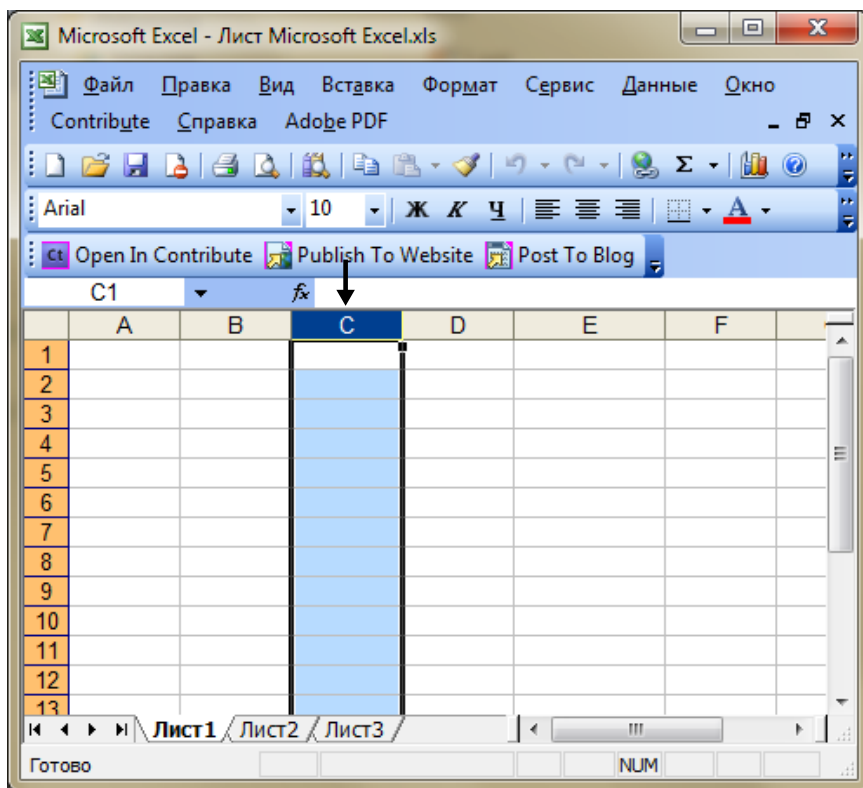 Microsoft Excel - Лист Microsoft Excel.xls
Файл Правка Вид Вставка Формат Сервис Данные Окно
Contribute Справка Adobe PDF
Arial 10 Ж К Ч
Ct Open In Contribute Publish To Website Post To Blog
C1 fx
A B C D E F
1
2
3
4
5
6
7
8
9
10
11
12
13
Лист1 Лист2 Лист3
Готово NUM